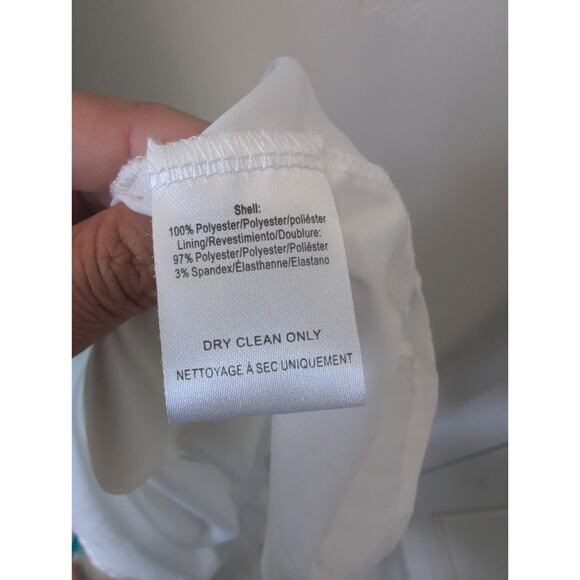 Shell:
100% Polyester/Polyester/poliéster
Lining/Revestimiento/Doublure:
97% Polyester/Polyester/Poliéster
3% Spandex/Élasthanne/Elastano
DRY CLEAN ONLY
NETTOYAGE À SEC UNIQUEMENT